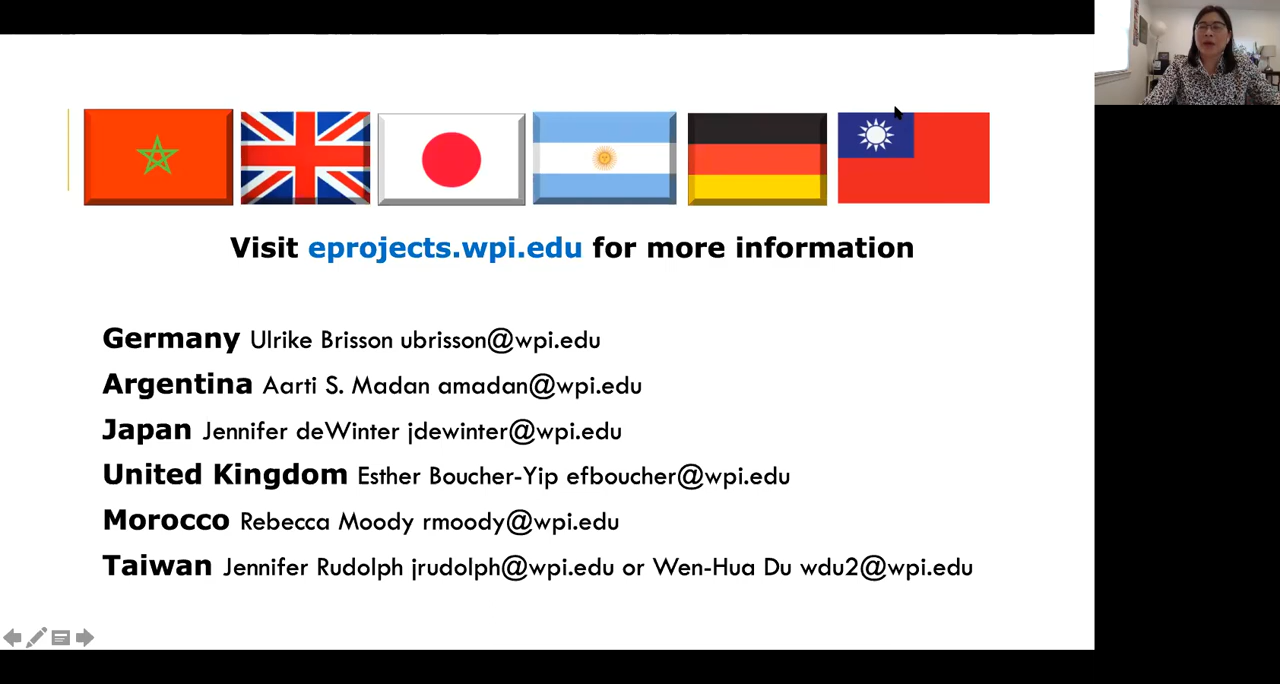 Visit eprojects.wpi.edu for more information
Germany Ulrike Brisson ubrisson@wpi.edu
Argentina Aarti S. Madan amadan@wpi.edu
Japan Jennifer deWinter jdewinter@wpi.edu
United Kingdom Esther Boucher-Yip efboucher@wpi.edu
Morocco Rebecca Moody rmoody@wpi.edu
Taiwan Jennifer Rudolph jrudolph@wpi.edu or Wen-Hua Du wdu2@wpi.edu